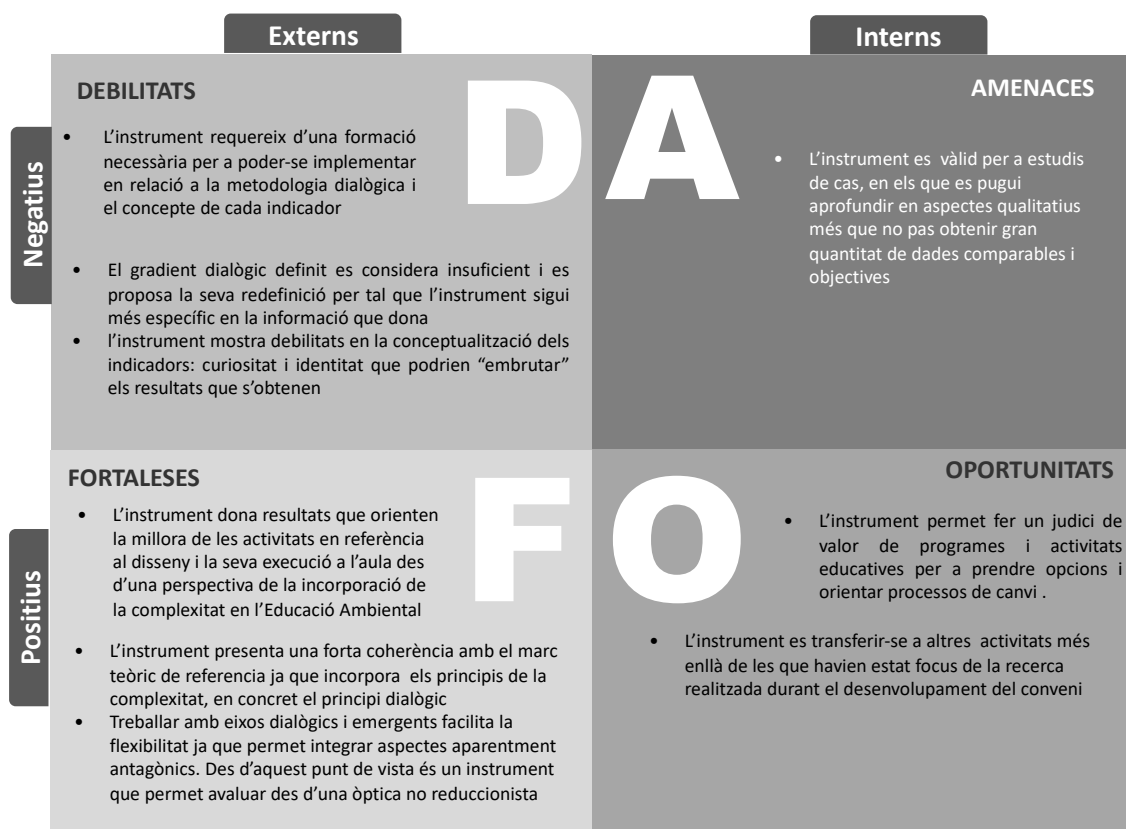 Externs
Interns
Negatius
DEBILITATS
D
• L’instrument requereix d’una formació
necessària per a poder-se implementar
en relació a la metodologia dialògica i
el concepte de cada indicador
• El gradient dialògic definit es considera insuficient i es
proposa la seva redefinició per tal que l’instrument sigui
més específic en la informació que dona
• l’instrument mostra debilitats en la conceptualització dels
indicadors: curiositat i identitat que podrien “embrutar”
els resultats que s’obtenen
A
AMENACES
• L’instrument es vàlid per a estudis
de cas, en els que es pugui
aprofundir en aspectes qualitatius
més que no pas obtenir gran
quantitat de dades comparables i
objectives
Positius
FORTALESES
F
• L’instrument dona resultats que orienten
la millora de les activitats en referència
al disseny i la seva execució a l’aula des
d’una perspectiva de la incorporació de
la complexitat en l’Educació Ambiental
• L’instrument presenta una forta coherència amb el marc
teòric de referencia ja que incorpora els principis de la
complexitat, en concret el principi dialògic
• Treballar amb eixos dialògics i emergents facilita la
flexibilitat ja que permet integrar aspectes aparentment
antagònics. Des d’aquest punt de vista és un instrument
que permet avaluar des d’una òptica no reduccionista
O
OPORTUNITATS
• L’instrument permet fer un judici de
valor de programes i activitats
educatives per a prendre opcions i
orientar processos de canvi .
• L’instrument es transferir-se a altres activitats més
enllà de les que havien estat focus de la recerca
realitzada durant el desenvolupament del conveni